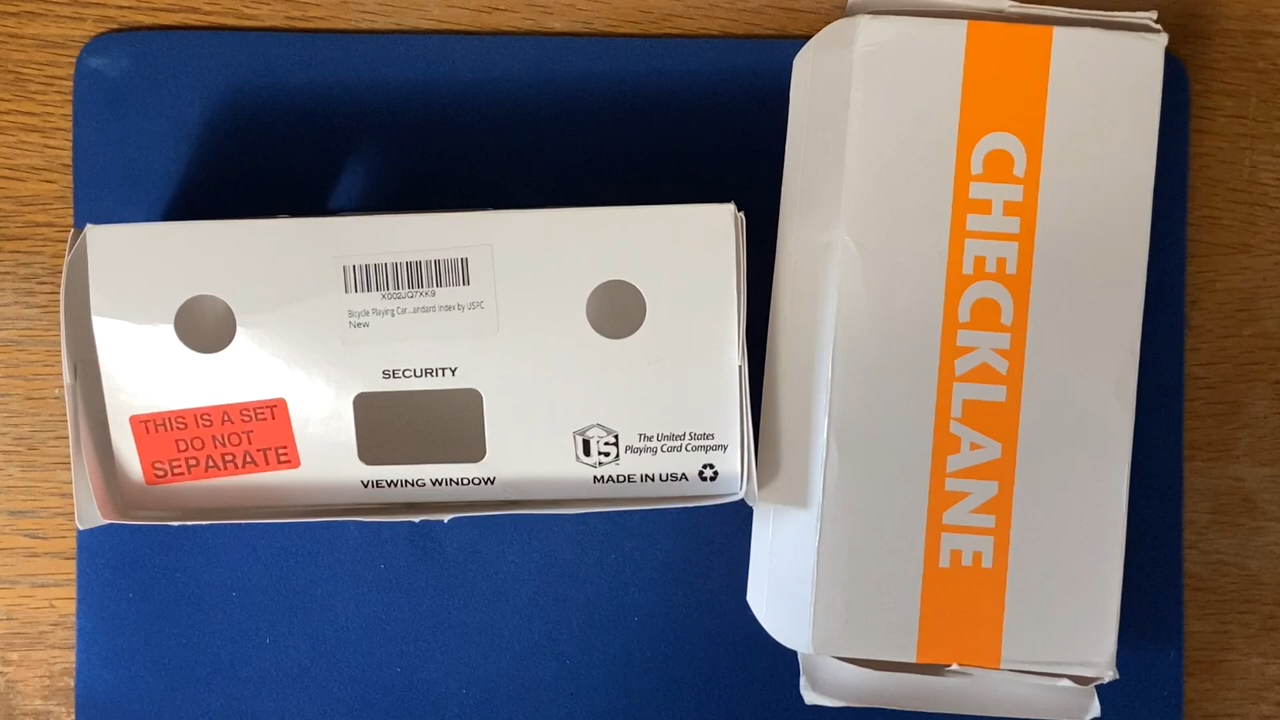 X002JQ7XK9
Bicycle Playing Car...andard Index by USPC
New
SECURITY
VIEWING WINDOW
THIS IS A SET
DO NOT
SEPARATE
US
The United States
Playing Card Company
MADE IN USA
CHECKLANE